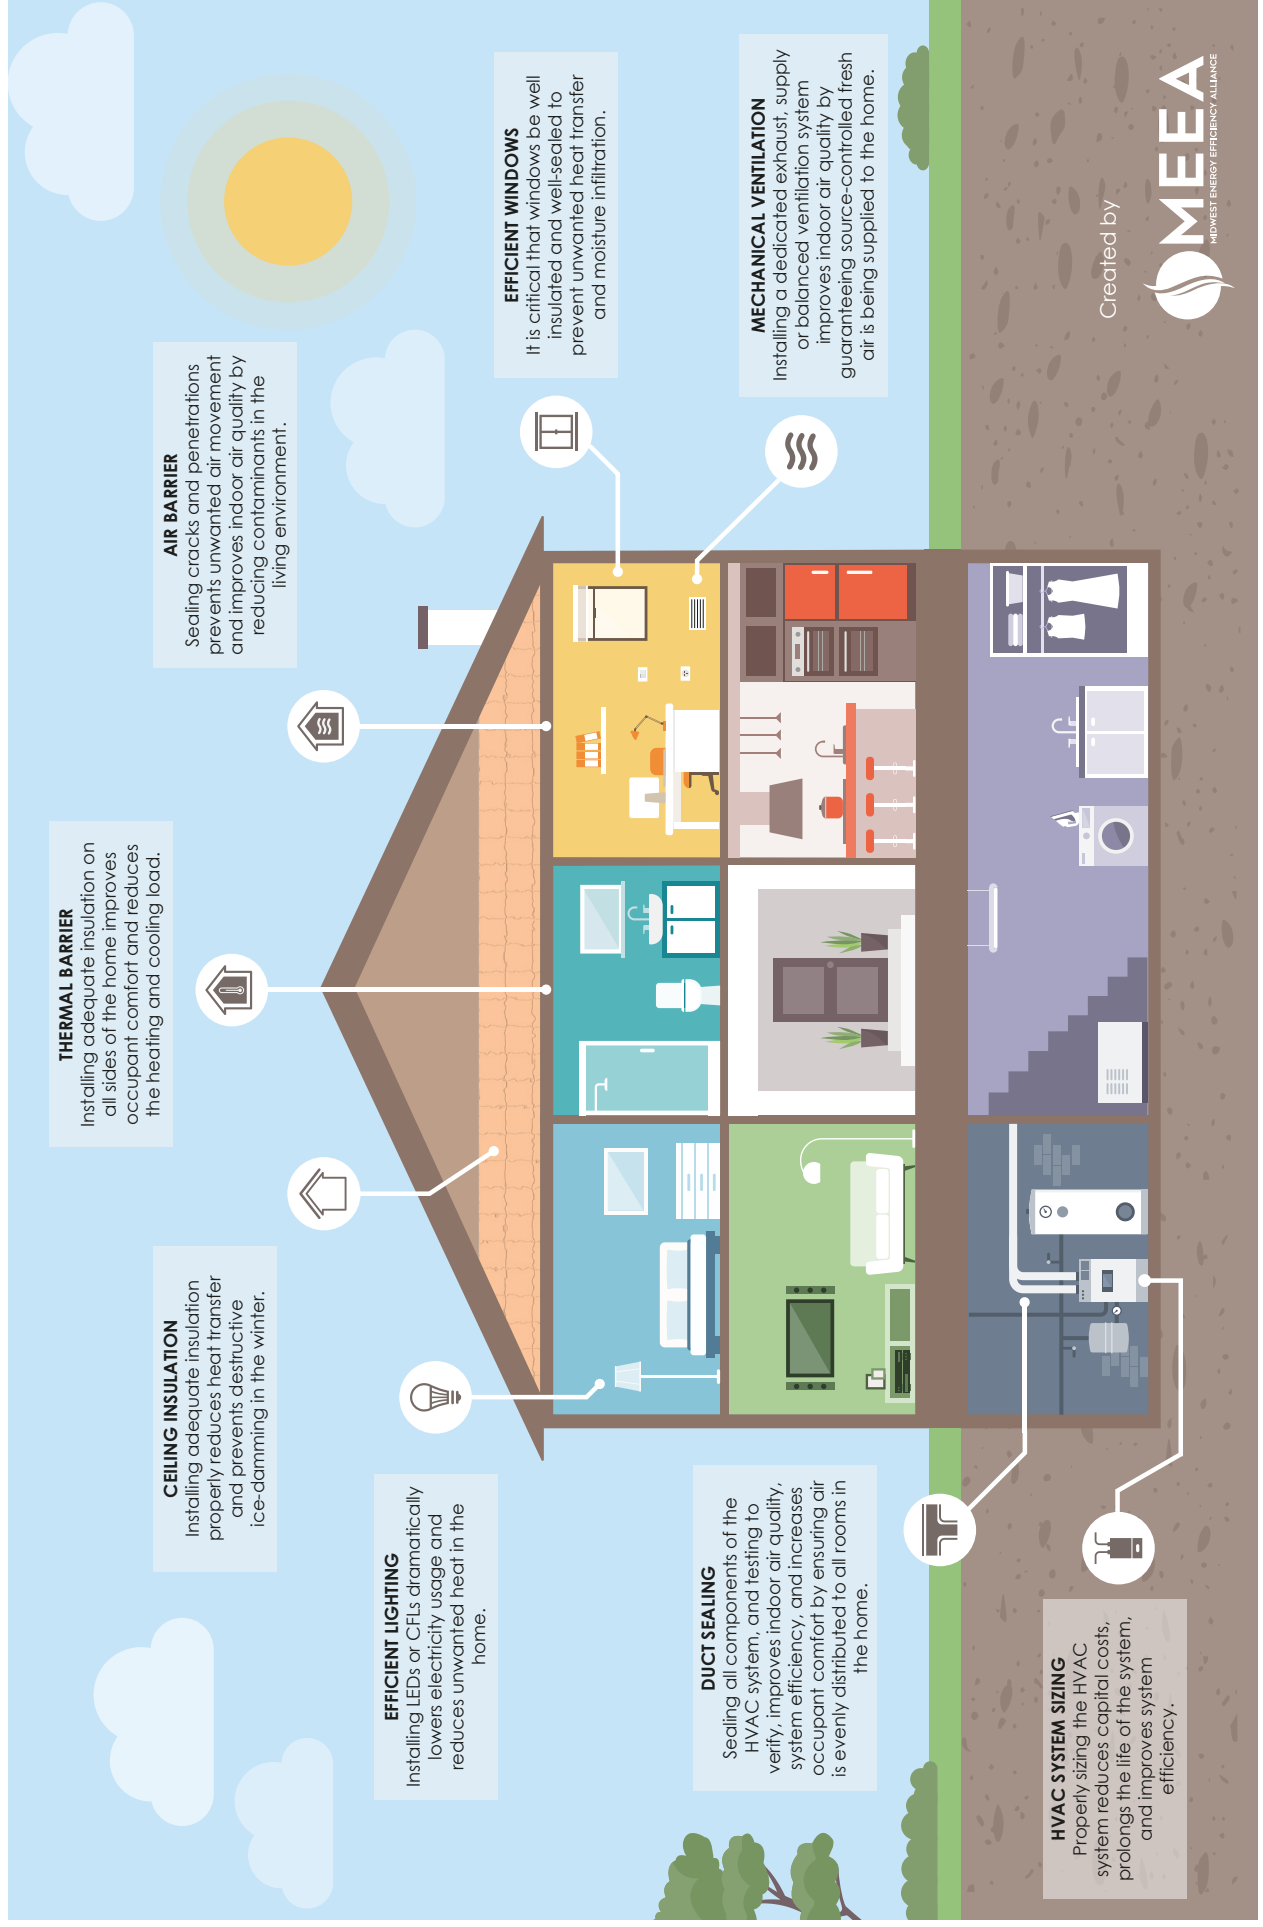 THERMAL BARRIER
Installing adequate insulation on
all sides of the home improves
occupant comfort and reduces
the heating and cooling load.
CEILING INSULATION
Installing adequate insulation
properly reduces heat transfer
and prevents destructive
ice-damming in the winter.
AIR BARRIER
Sealing cracks and penetrations
prevents unwanted air movement
and improves indoor air quality by
reducing contaminants in the
living environment.
EFFICIENT LIGHTING
Installing LEDs or CFLs dramatically
lowers electricity usage and
reduces unwanted heat in the
home.
EFFICIENT WINDOWS
It is critical that windows be well
insulated and well-sealed to
prevent unwanted heat transfer
and moisture infiltration.
DUCT SEALING
Sealing all components of the
HVAC system, and testing to
verify, improves indoor air quality,
system efficiency, and increases
occupant comfort by ensuring air
is evenly distributed to all rooms in
the home.
MECHANICAL VENTILATION
Installing a dedicated exhaust, supply
or balanced ventilation system
improves indoor air quality by
guaranteeing source-controlled fresh
air is being supplied to the home.
HVAC SYSTEM SIZING
Properly sizing the HVAC
system reduces capital costs,
prolongs the life of the system,
and improves system
efficiency.
Created by
MEEA
MIDWEST ENERGY EFFICIENCY ALLIANCE